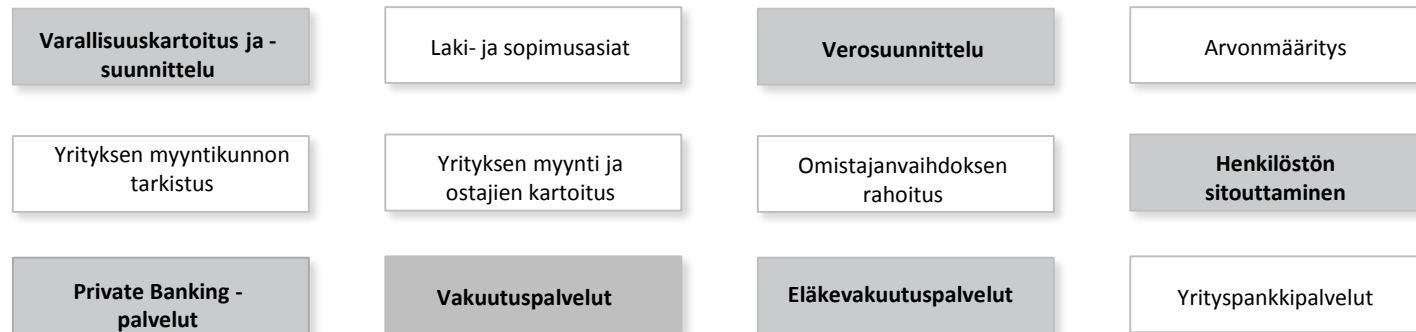 Varallisuuskartoitus ja -
suunnittelu
Laki- ja sopimusasiat
Verosuunnittelu
Arvonmääritys
Yrityksen myyntikunnon
tarkistus
Yrityksen myynti ja
ostajien kartoitus
Omistajanvaihdoksen
rahoitus
Henkilöstön
sitouttaminen
Private Banking -
palvelut
Vakuutuspalvelut
Eläkevakuutuspalvelut
Yrityspankkipalvelut